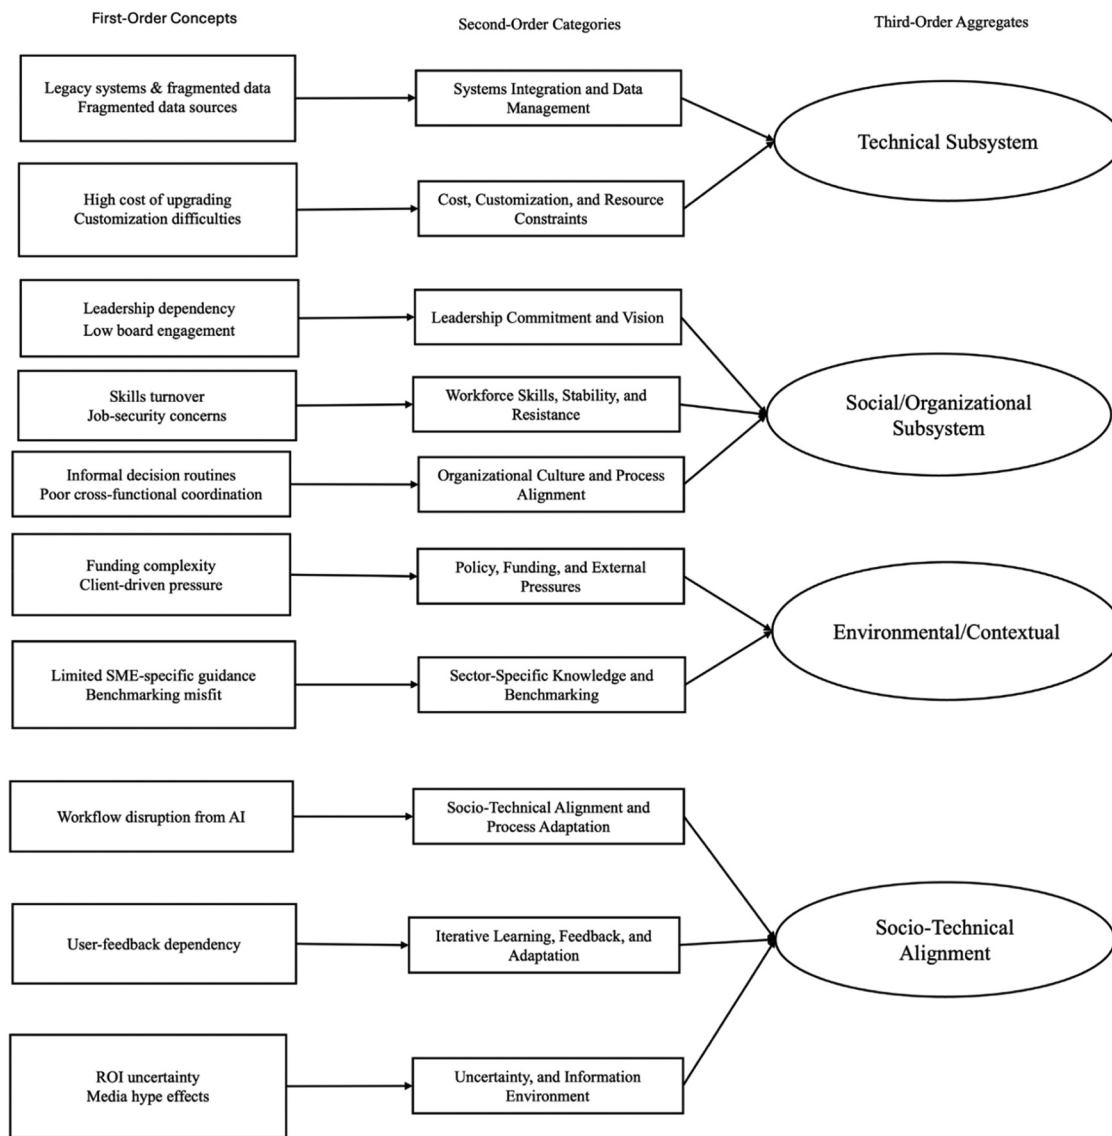 First-Order Concepts
Second-Order Categories
Third-Order Aggregates
Legacy systems & fragmented data
Fragmented data sources
Systems Integration and Data
Management
Technical Subsystem
High cost of upgrading
Customization difficulties
Cost, Customization, and Resource
Constraints
Leadership dependency
Low board engagement
Leadership Commitment and Vision
Skills turnover
Job-security concerns
Workforce Skills, Stability, and
Resistance
Social/Organizational
Subsystem
Informal decision routines
Poor cross-functional coordination
Organizational Culture and Process
Alignment
Funding complexity
Client-driven pressure
Policy, Funding, and External
Pressures
Environmental/Contextual
Limited SME-specific guidance
Benchmarking misfit
Sector-Specific Knowledge and
Benchmarking
Workflow disruption from AI
Socio-Technical Alignment and
Process Adaptation
User-feedback dependency
Iterative Learning, Feedback, and
Adaptation
Socio-Technical
Alignment
ROI uncertainty
Media hype effects
Uncertainty, and Information
Environment